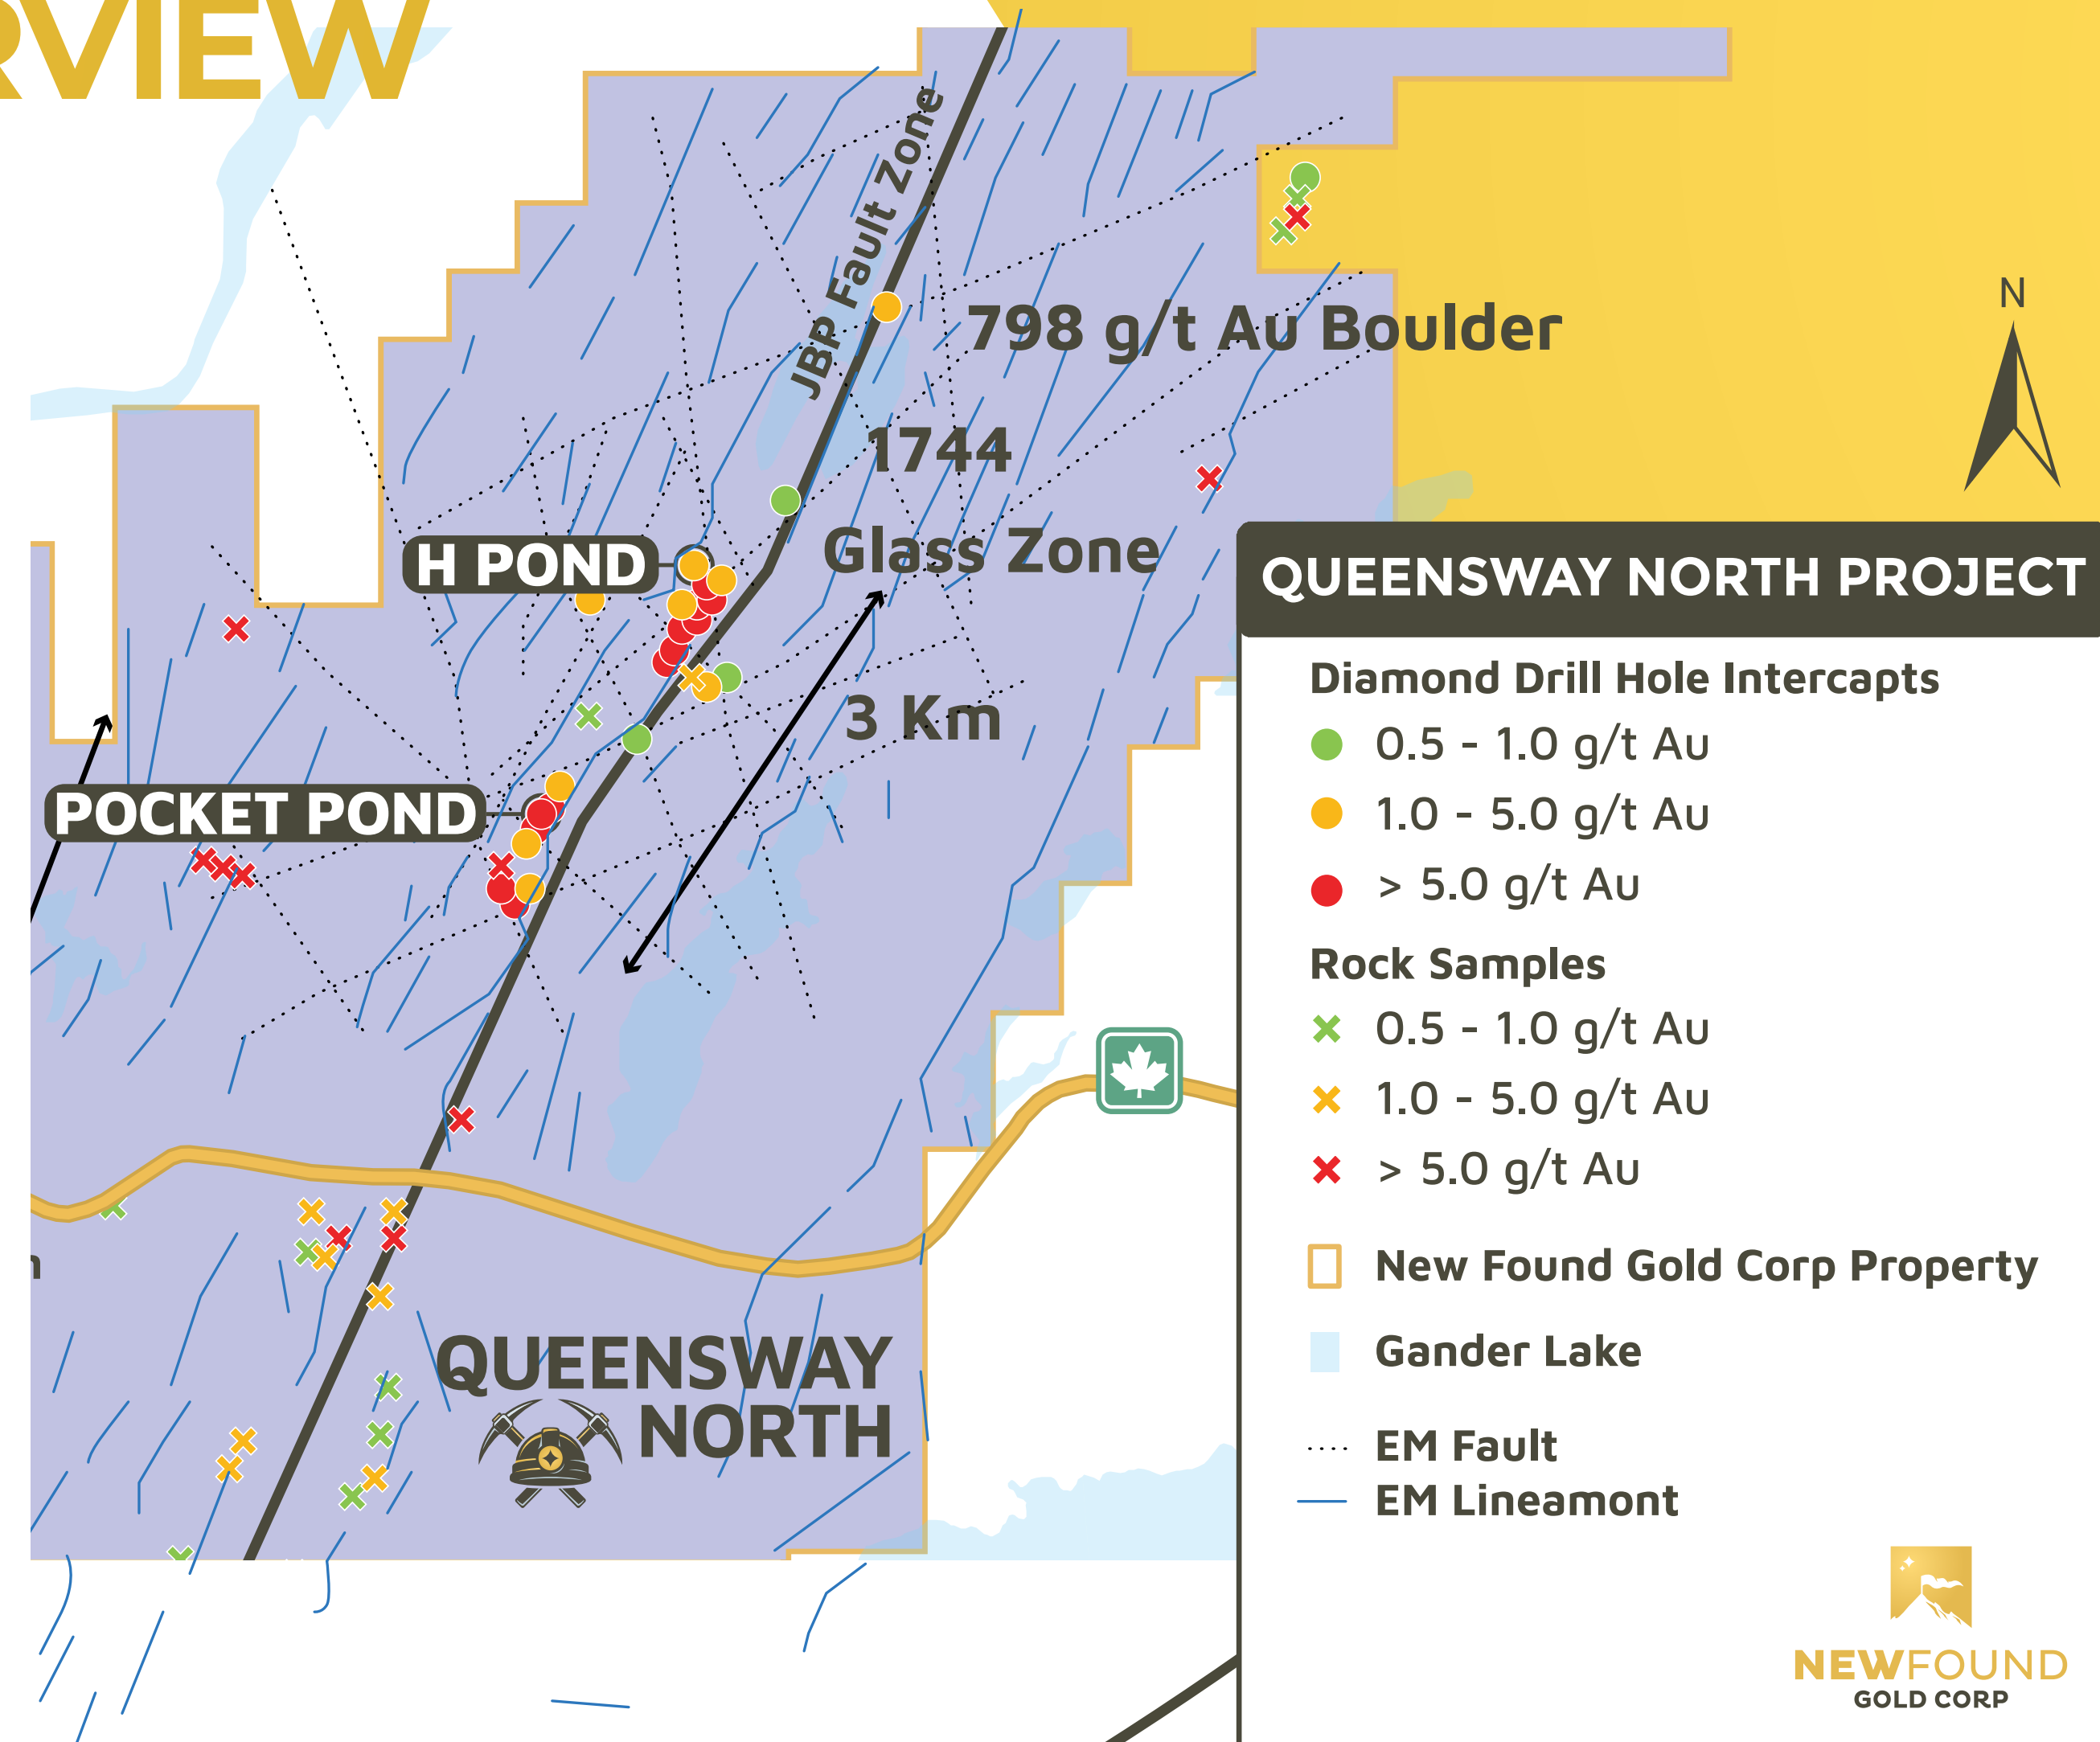 RVIEW
JBP Fault Zone
798 g/t Au Boulder
1744
Glass Zone
H POND
3 Km
POCKET POND
QUEENSWAY
NORTH
N
QUEENSWAY NORTH PROJECT
Diamond Drill Hole Intercapts
0.5 - 1.0 g/t Au
1.0 - 5.0 g/t Au
> 5.0 g/t Au
Rock Samples
0.5 - 1.0 g/t Au
1.0 - 5.0 g/t Au
> 5.0 g/t Au
New Found Gold Corp Property
Gander Lake
EM Fault
EM Lineamont
NEWFOUND
GOLD CORP